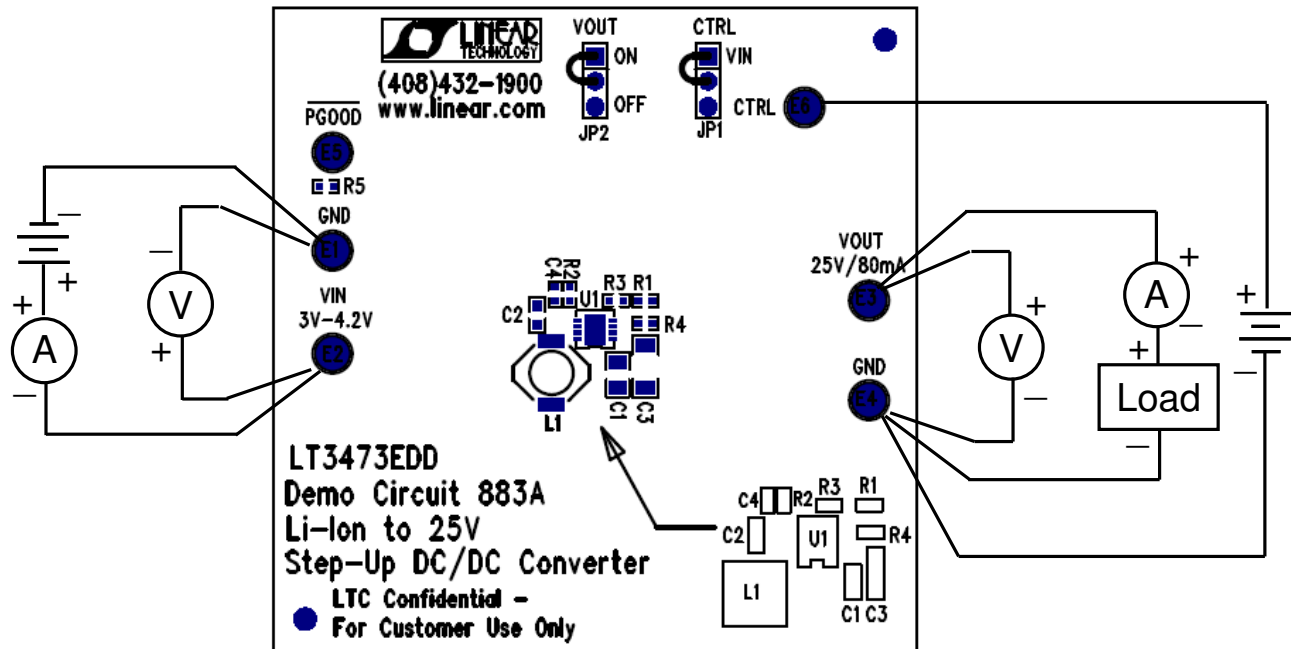 LINEAR
TECHNOLOGY
(408)432-1900
www.linear.com
VOUT
ON
OFF
JP2
CTRL
VIN
CTRL
JP1
E6
PGOOD
E5
R5
GND
E1
VIN
3V-4.2V
E2
− + + − A
− V +
C4
R2
R3
R1
U1
C2
R4
L1
C1
C3
VOUT
25V/80mA
E3
GND
E4
+ V −
+ A −
+ Load −
+ −
LT3473EDD
Demo Circuit 883A
Li-Ion to 25V
Step-Up DC/DC Converter
LTC Confidential -
For Customer Use Only
C4
R2
R3
R1
C2
U1
R4
L1
C1
C3